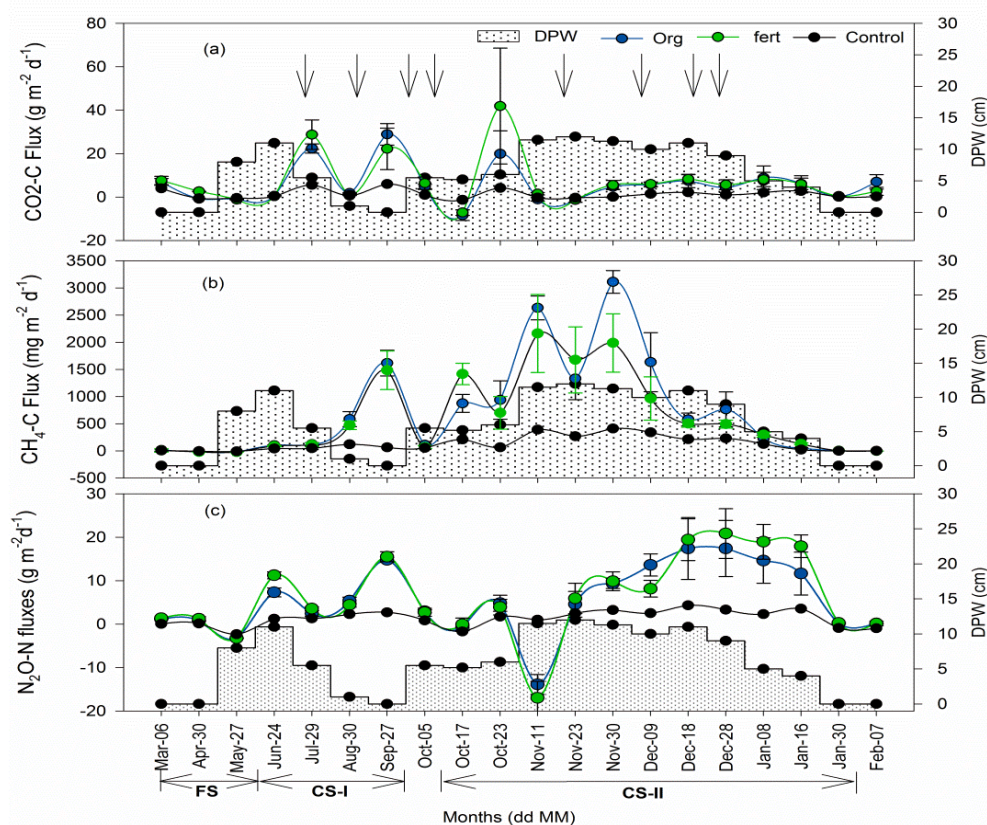 (a)
DPW Org fert Control
80
60
40
20
0
-20
CO2-C Flux (g m-2 d-1)
30
25
20
15
10
5
0
DPW (cm)
(b)
3500
3000
2500
2000
1500
1000
500
0
-500
CH4-C Flux (mg m-2 d-1)
30
25
20
15
10
5
0
DPW (cm)
(c)
30
20
10
0
-10
-20
N2O-N fluxes (g m-2d-1)
30
25
20
15
10
5
0
DPW (cm)
Mar-06
Apr-30
May-27
Jun-24
Jul-29
Aug-30
Sep-27
Oct-05
Oct-17
Oct-23
Nov-11
Nov-23
Nov-30
Dec-09
Dec-18
Dec-28
Jan-08
Jan-16
Jan-30
Feb-07
FS CS-I CS-II
Months (dd MM)